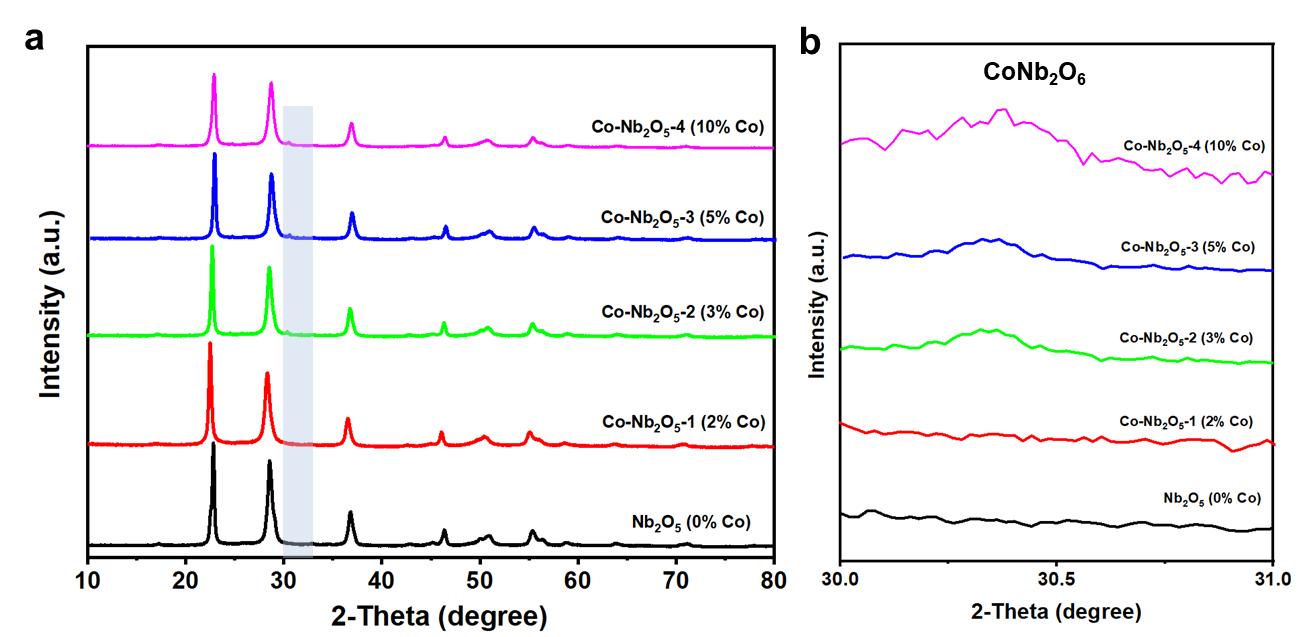 a
Co-Nb₂O₅-4 (10% Co)
Co-Nb₂O₅-3 (5% Co)
Co-Nb₂O₅-2 (3% Co)
Co-Nb₂O₅-1 (2% Co)
Nb₂O₅ (0% Co)
Intensity (a.u.)
10 20 30 40 50 60 70 80
2-Theta (degree)
b
CoNb₂O₆
Co-Nb₂O₅-4 (10% Co)
Co-Nb₂O₅-3 (5% Co)
Co-Nb₂O₅-2 (3% Co)
Co-Nb₂O₅-1 (2% Co)
Nb₂O₅ (0% Co)
Intensity (a.u.)
30.0 30.5 31.0
2-Theta (degree)